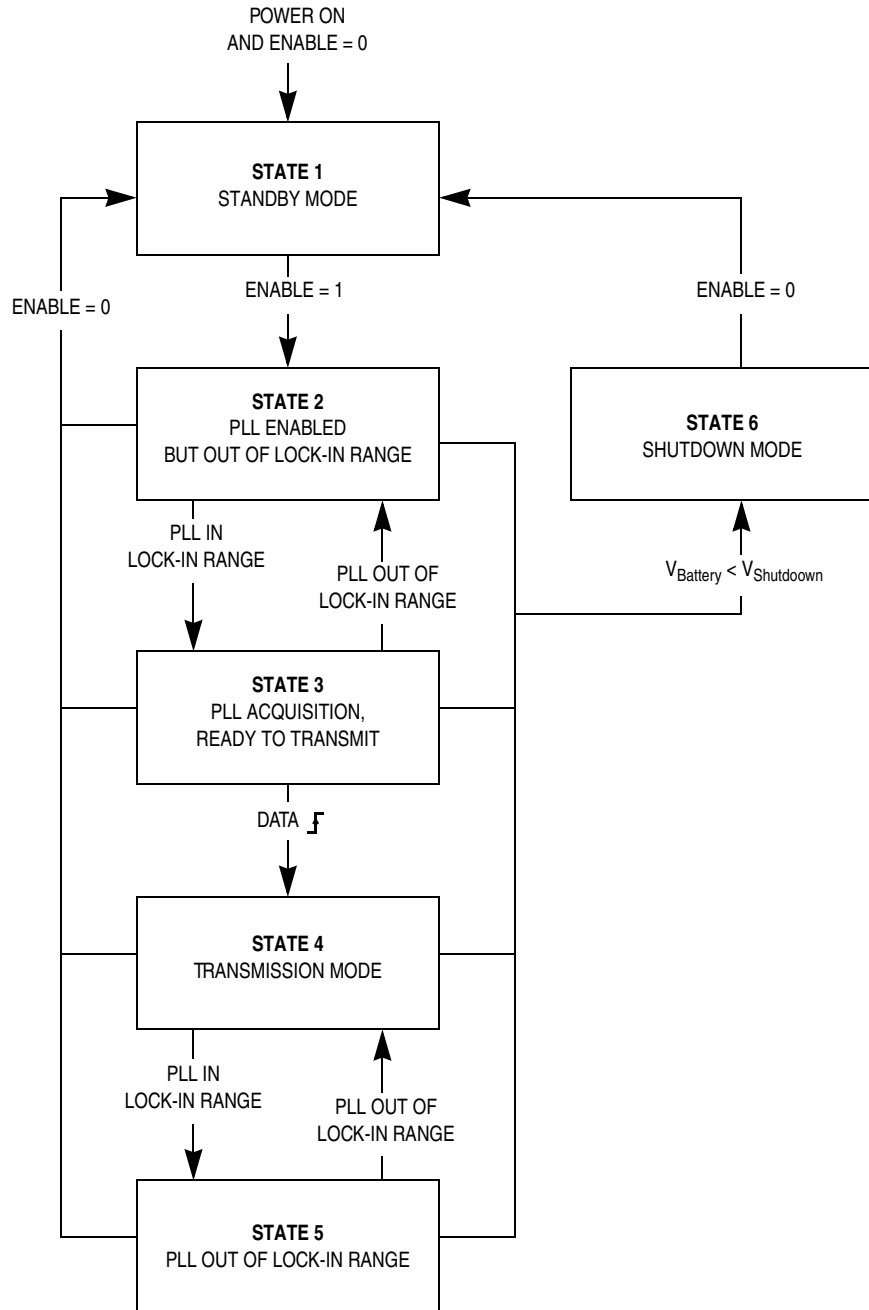 POWER ON
AND ENABLE = 0
STATE 1
STANDBY MODE
ENABLE = 0
ENABLE = 1
ENABLE = 0
STATE 2
PLL ENABLED
BUT OUT OF LOCK-IN RANGE
STATE 6
SHUTDOWN MODE
PLL IN
LOCK-IN RANGE
PLL OUT OF
LOCK-IN RANGE
VBattery < VShutdoown
STATE 3
PLL ACQUISITION,
READY TO TRANSMIT
DATA
STATE 4
TRANSMISSION MODE
PLL IN
LOCK-IN RANGE
PLL OUT OF
LOCK-IN RANGE
STATE 5
PLL OUT OF LOCK-IN RANGE